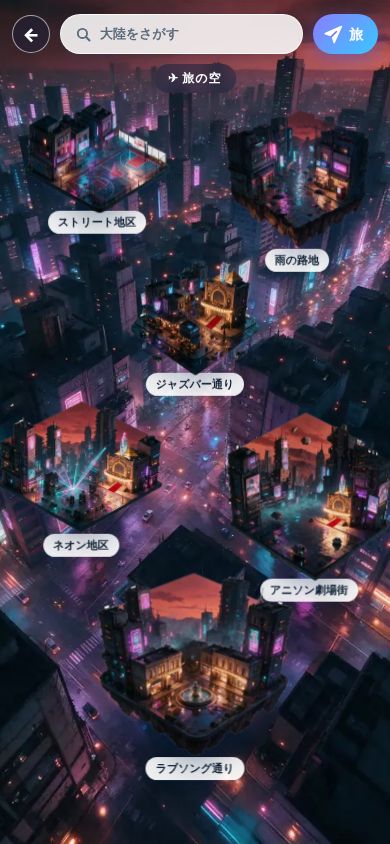 大陸をさがす
旅
✈ 旅の空
ストリート地区
雨の路地
ジャズバー通り
ネオン地区
アニソン劇場街
ラブソング通り